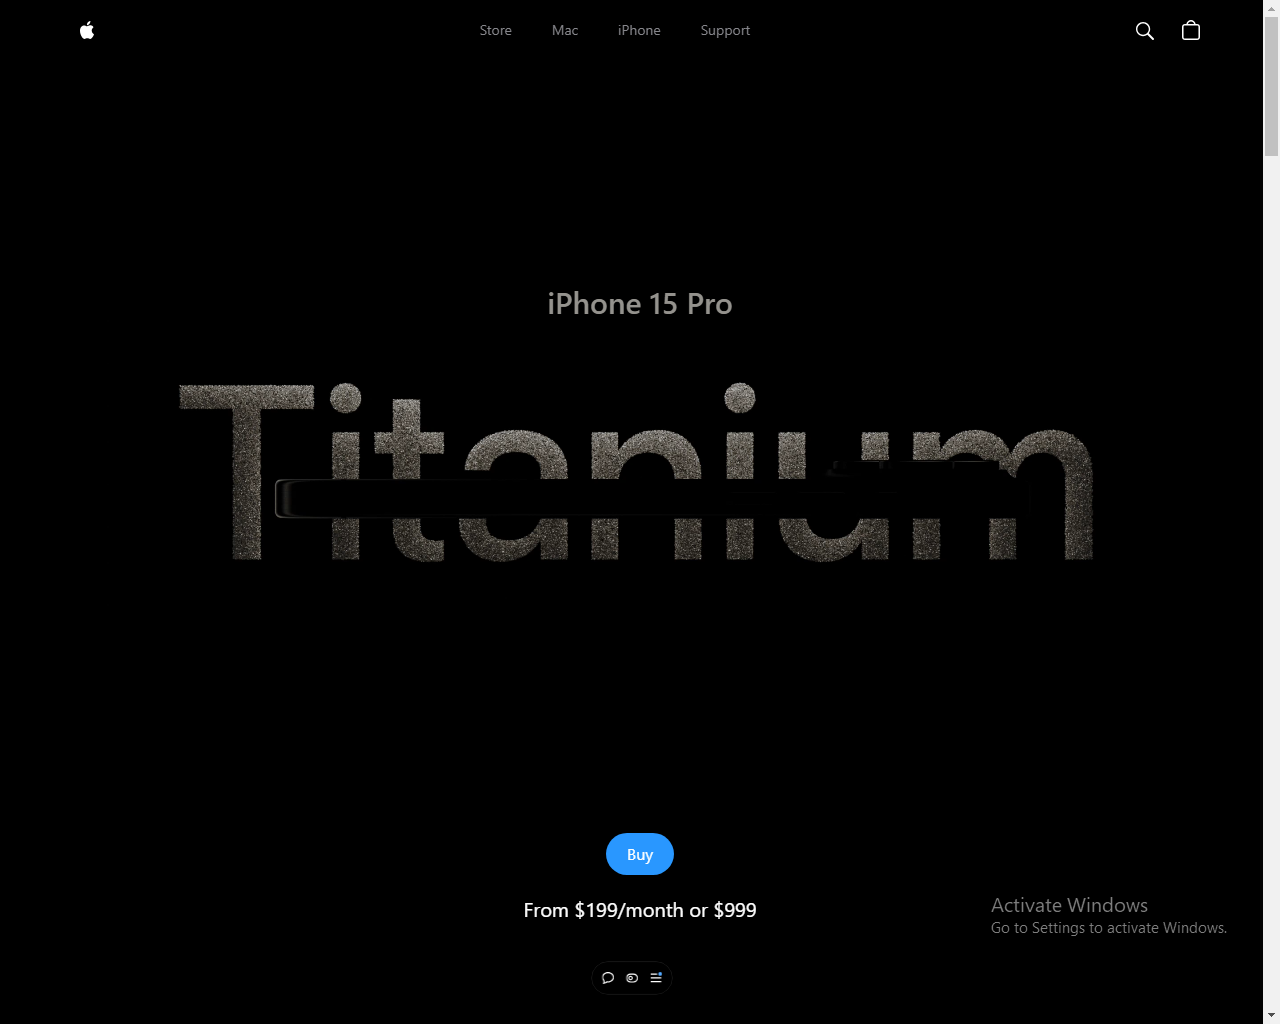 Store Mac iPhone Support
iPhone 15 Pro
Titanium
Buy
From $199/month or $999
Activate Windows
Go to Settings to activate Windows.